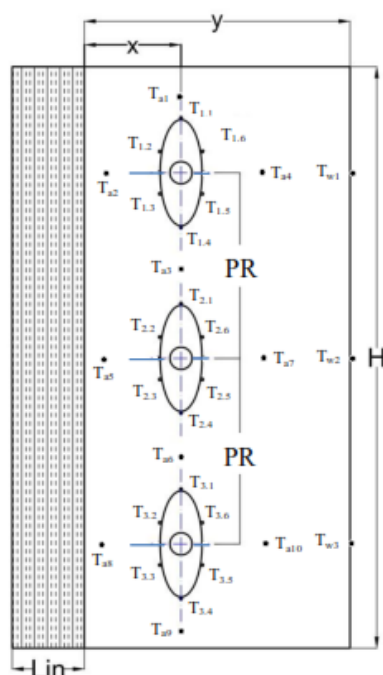 y
x
Ta1
T1.1
T1.2
T1.6
Ta2
Ta4
Tw1
T1.3
T1.5
T1.4
Ta3
PR
T2.1
T2.2
T2.6
Ta5
Ta7
Tw2
H
T2.3
T2.5
T2.4
Ta6
PR
T3.1
T3.2
T3.6
Ta8
Ta10
Tw3
T3.3
T3.5
T3.4
Ta9
Lin